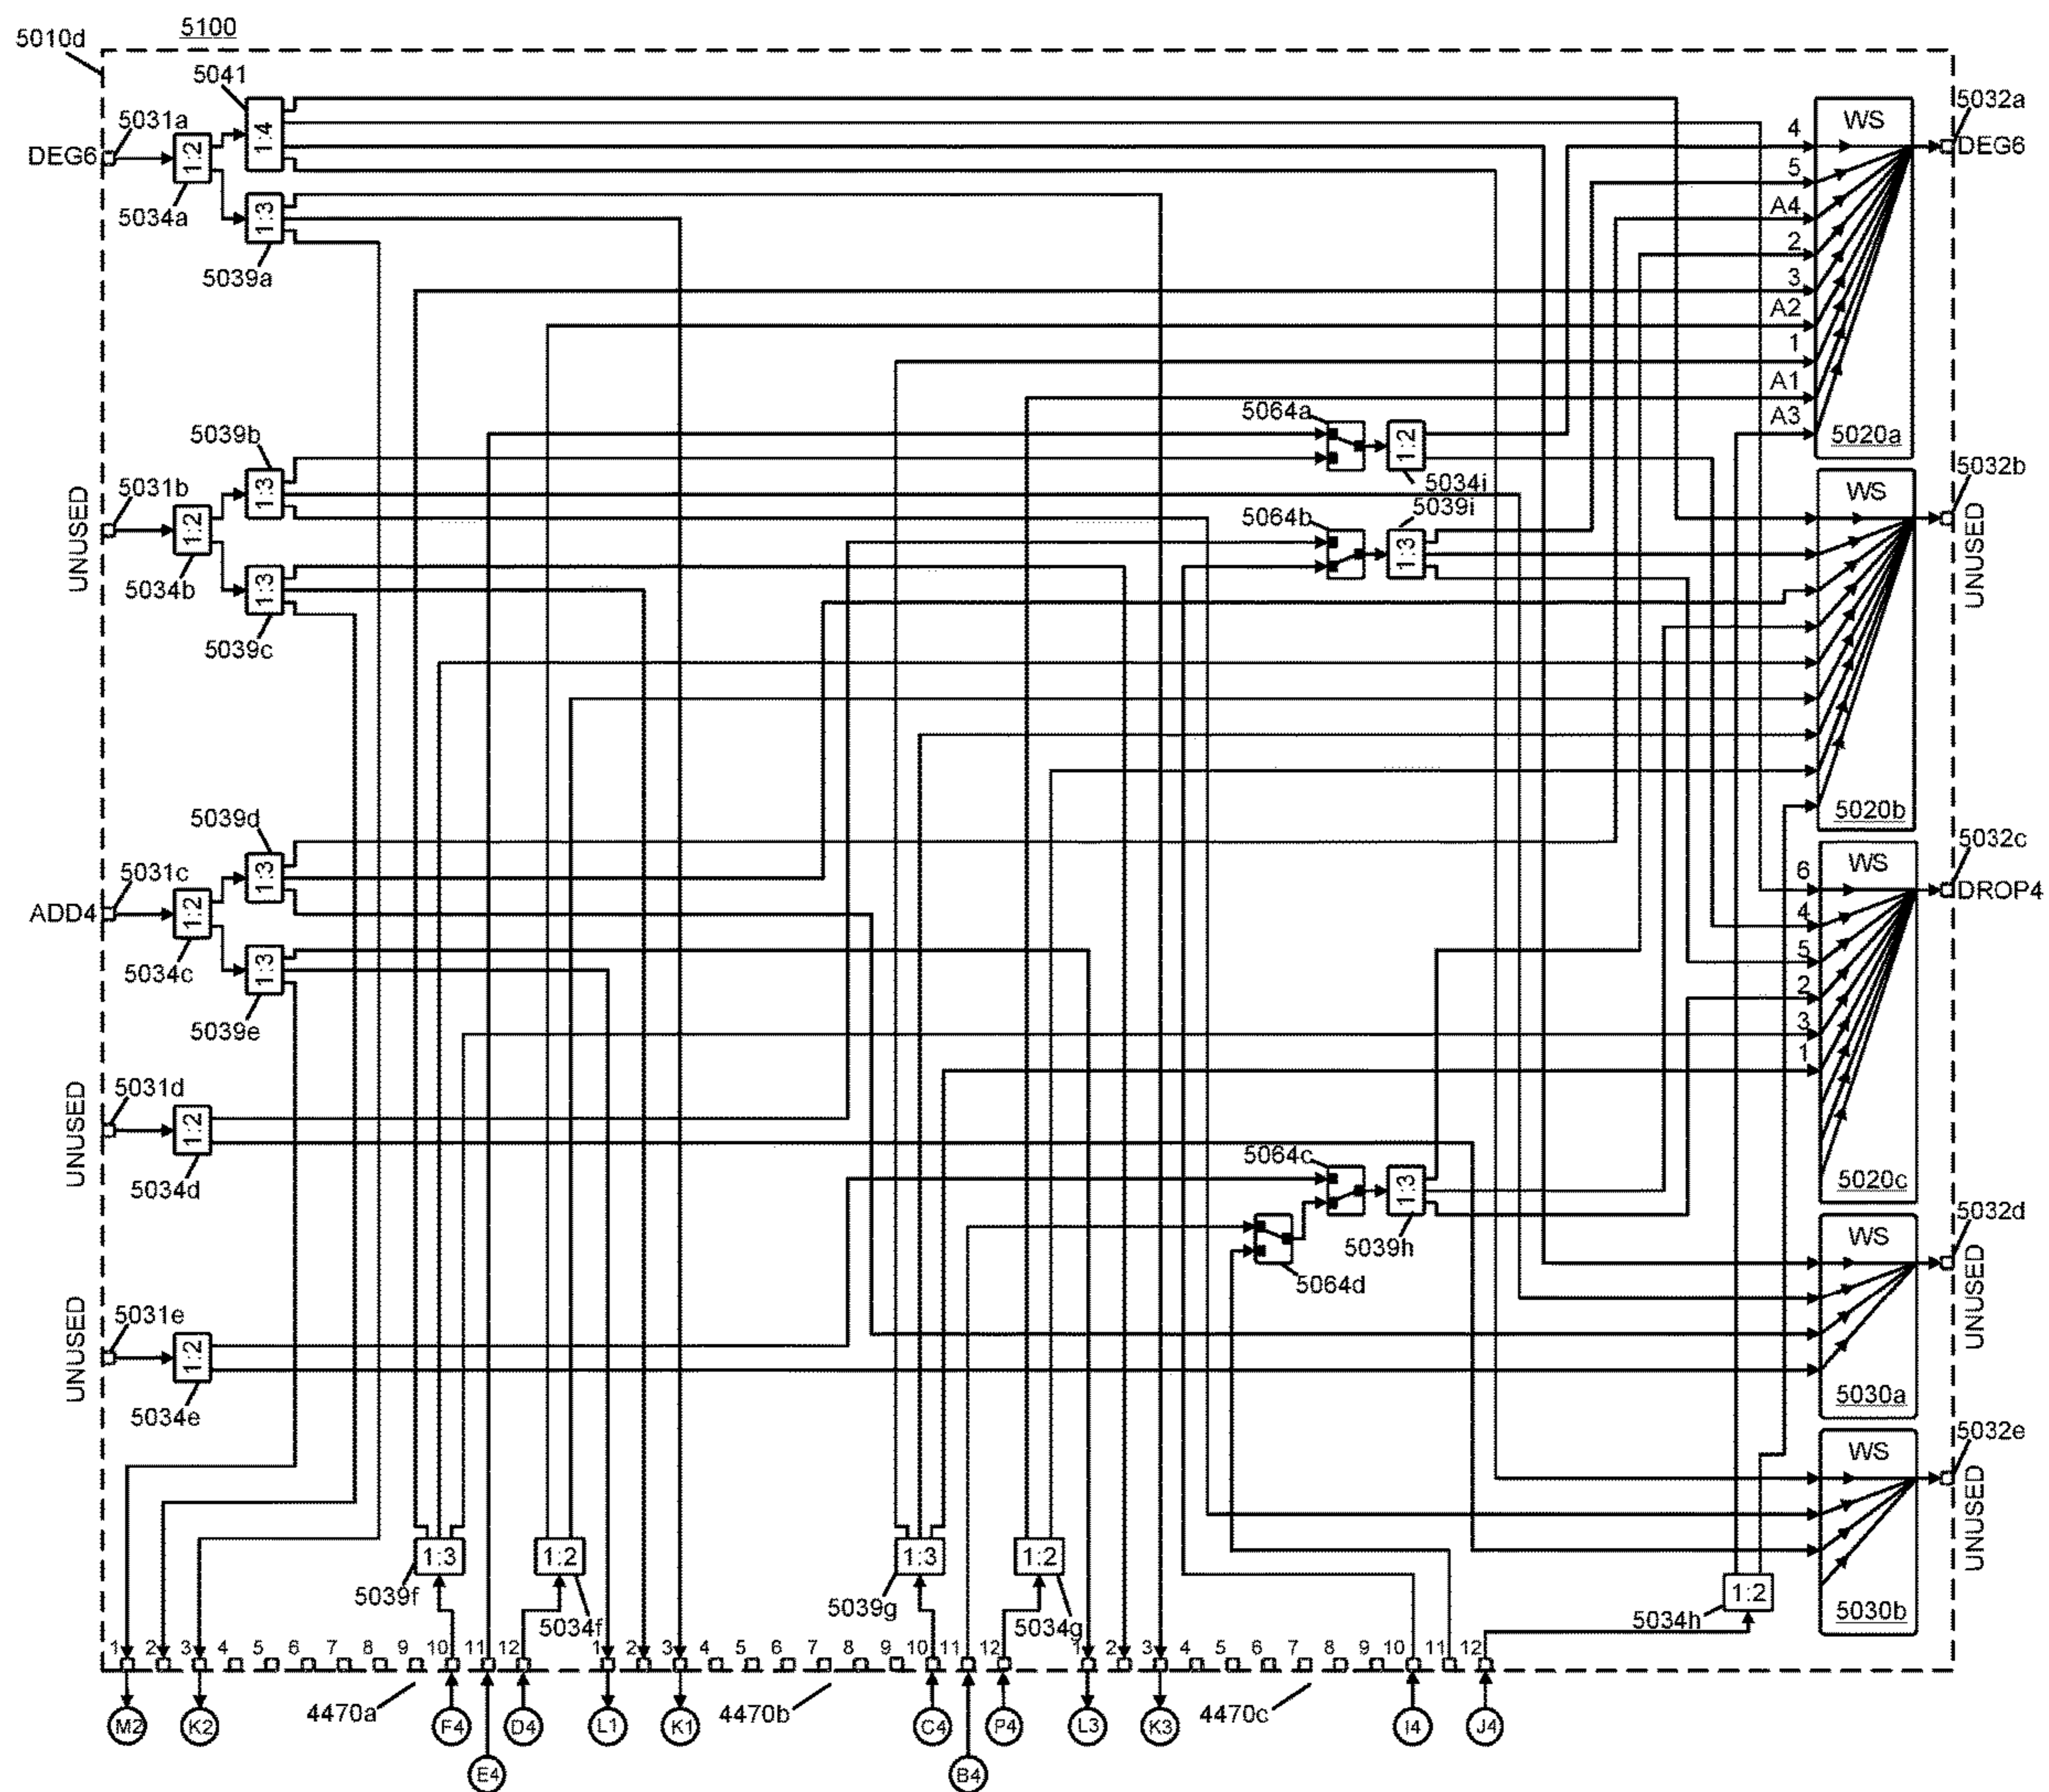 5100
5010d
5041
1:4
5031a
DEG6
1:2
5034a
1:3
5039a
WS
5032a
DEG6
4
5
A4
2
3
A2
1
A1
A3
5020a
5039b
1:3
UNUSED
5031b
1:2
5034b
1:3
5039c
5064a
1:2
5034i
5039i
5064b
1:3
WS
5032b
UNUSED
5020b
5039d
1:3
5031c
ADD4
1:2
5034c
1:3
5039e
WS
5032c
DROP4
6
4
5
2
3
1
5020c
UNUSED
5031d
1:2
5034d
5064c
1:3
5039h
5064d
WS
5032d
UNUSED
5030a
UNUSED
5031e
1:2
5034e
WS
5032e
UNUSED
5030b
1:3
5039f
1:2
5034f
1:3
5039g
1:2
5034g
1:2
5034h
1 2 3 4 5 6 7 8 9 10 11 12
1 2 3 4 5 6 7 8 9 10 11 12
1 2 3 4 5 6 7 8 9 10 11 12
4470a
4470b
4470c
M2
K2
F4
D4
L1
K1
C4
P4
L3
K3
I4
J4
E4
B4